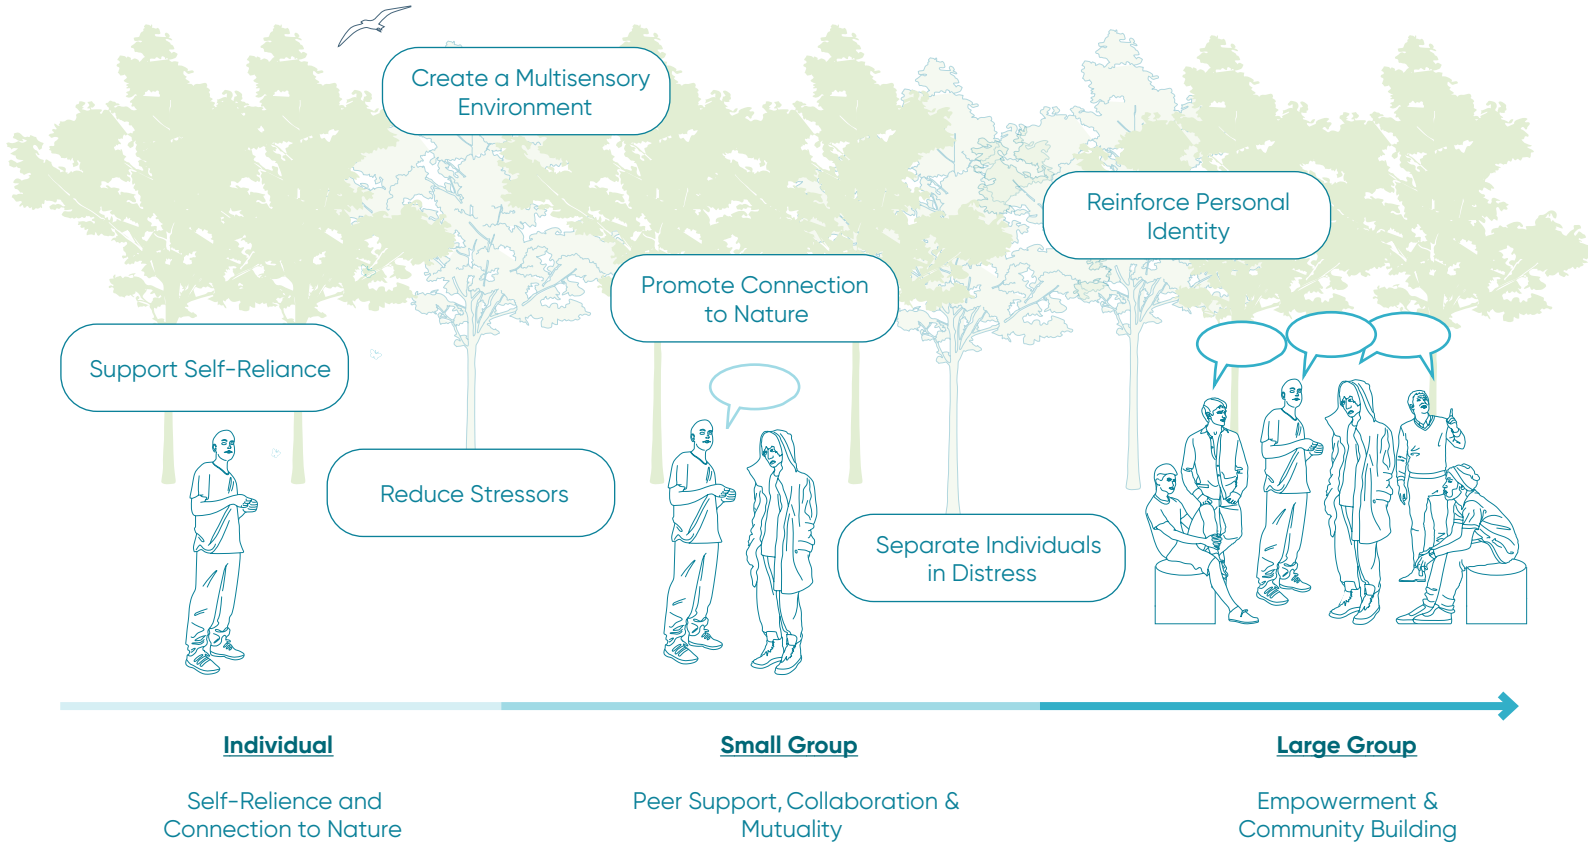 Create a Multisensory
Environment
Reinforce Personal
Identity
Promote Connection
to Nature
Support Self-Reliance
Reduce Stressors
Separate Individuals
in Distress
Individual
Self-Relience and
Connection to Nature
Small Group
Peer Support, Collaboration &
Mutuality
Large Group
Empowerment &
Community Building